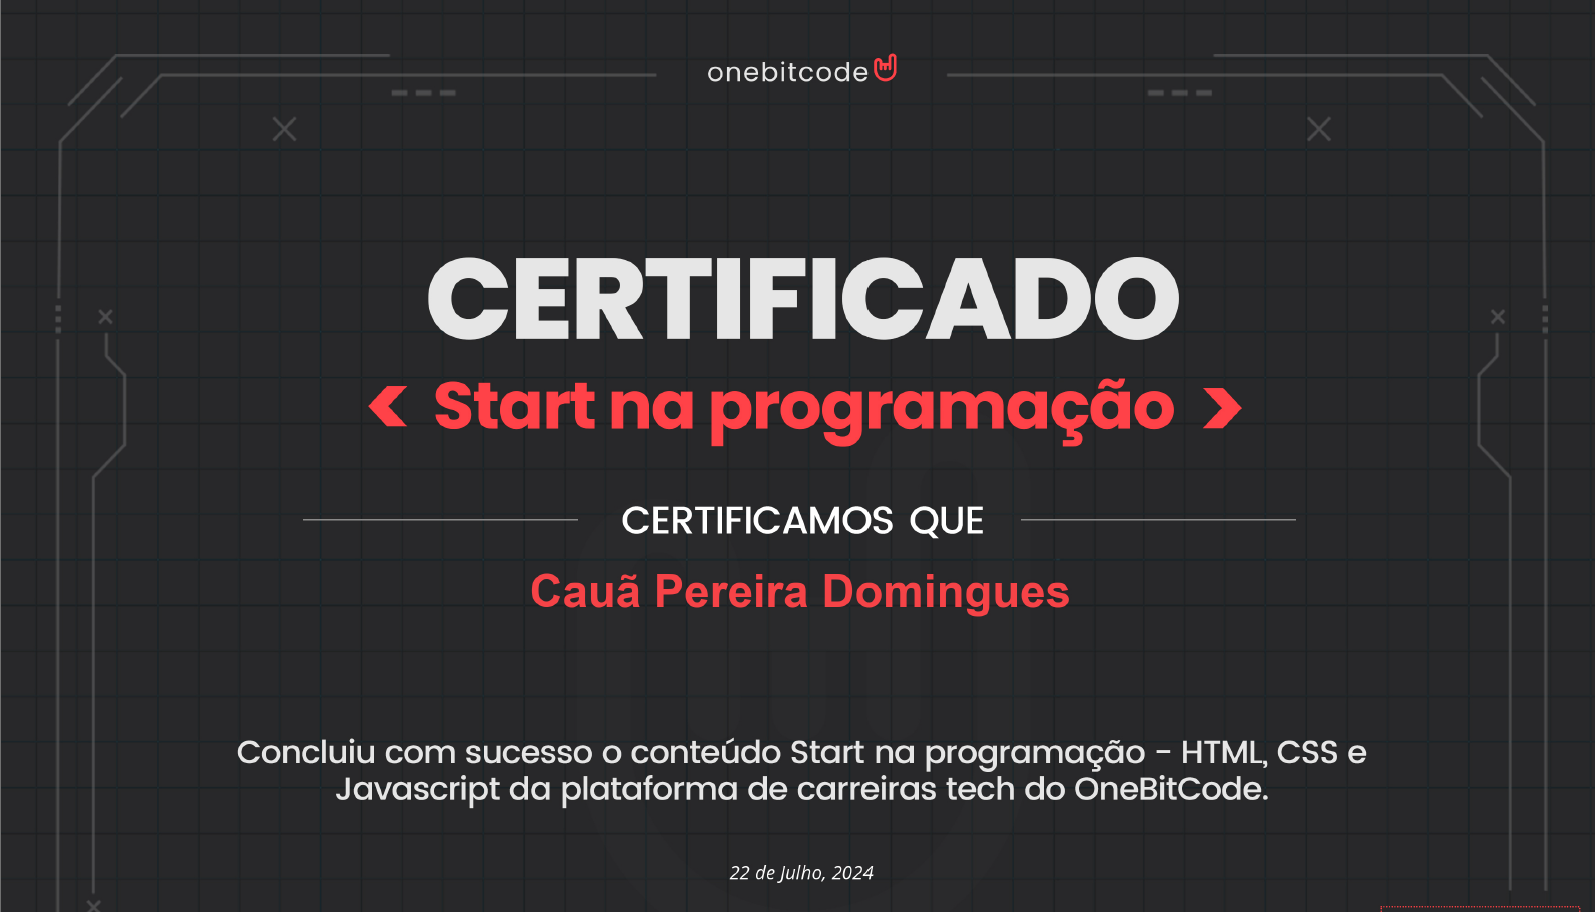 onebitcode
CERTIFICADO
Start na programação
CERTIFICAMOS QUE
Cauã Pereira Domingues
Concluiu com sucesso o conteúdo Start na programação - HTML, CSS e
Javascript da plataforma de carreiras tech do OneBitCode.
22 de Julho, 2024